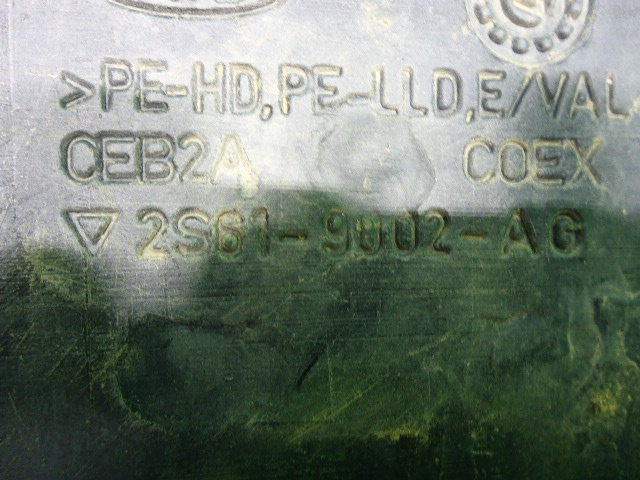 >PE-HD,PE-LLD,E/VAL
CEB2A COEX
▽ 2S61-9002-AG